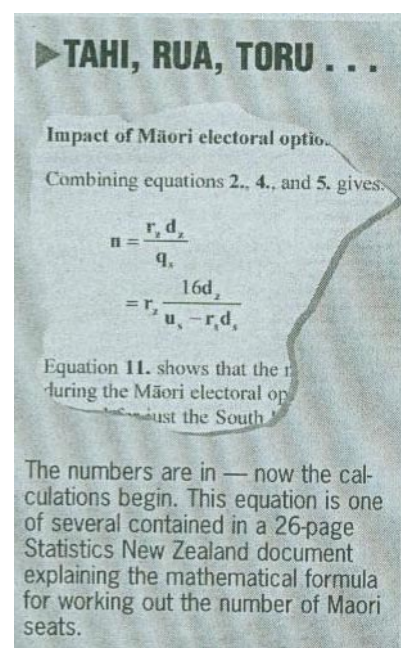 TAHI, RUA, TORU . . .
Impact of Māori electoral optio
Combining equations 2., 4., and 5. gives:
n = r_z d_z / q_s
= r_z 16d_z / u_s – r_s d_s
Equation 11. shows that the
during the Māori electoral op
just the South
The numbers are in — now the cal-
culations begin. This equation is one
of several contained in a 26-page
Statistics New Zealand document
explaining the mathematical formula
for working out the number of Maori
seats.